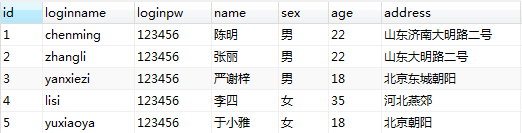 id loginname loginpw name sex age address
1 chenming 123456 陈明 男 22 山东济南大明路二号
2 zhangli 123456 张丽 男 22 山东大明路二号
3 yanxiezi 123456 严谢梓 男 18 北京东城朝阳
4 lisi 123456 李四 女 35 河北燕郊
5 yuxiaoya 123456 于小雅 女 18 北京朝阳